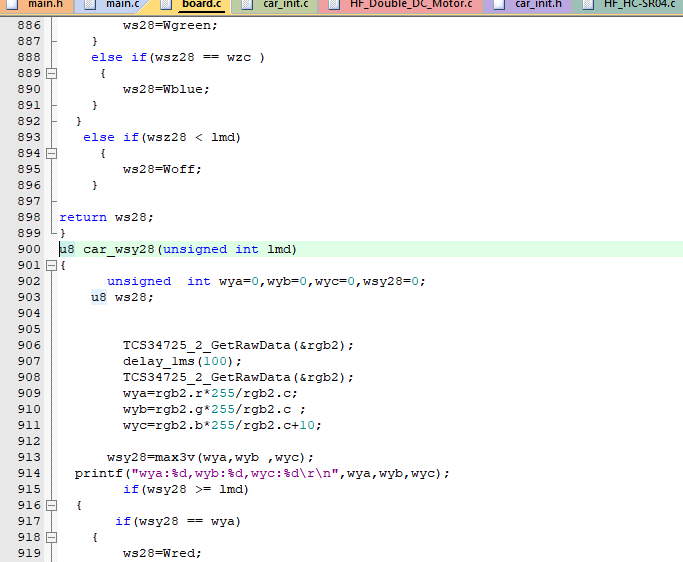 main.h main.c board.c car_init.c HF_Double_DC_Motor.c car_init.h HF_HC-SR04.c
886 ws28=Wgreen;
887 }
888 else if(wsz28 == wzc )
889 {
890 ws28=Wblue;
891 }
892 }
893 else if(wsz28 < lmd)
894 {
895 ws28=Woff;
896 }
897
898 return ws28;
899 }
900 u8 car_wsy28(unsigned int lmd)
901 {
902 unsigned  int wya=0,wyb=0,wyc=0,wsy28=0;
903 u8 ws28;
904
905
906 TCS34725_2_GetRawData(&rgb2);
907 delay_1ms(100);
908 TCS34725_2_GetRawData(&rgb2);
909 wya=rgb2.r*255/rgb2.c;
910 wyb=rgb2.g*255/rgb2.c ;
911 wyc=rgb2.b*255/rgb2.c+10;
912
913 wsy28=max3v(wya,wyb ,wyc);
914 printf("wya:%d,wyb:%d,wyc:%d\r\n",wya,wyb,wyc);
915 if(wsy28 >= lmd)
916 {
917 if(wsy28 == wya)
918 {
919 ws28=Wred;